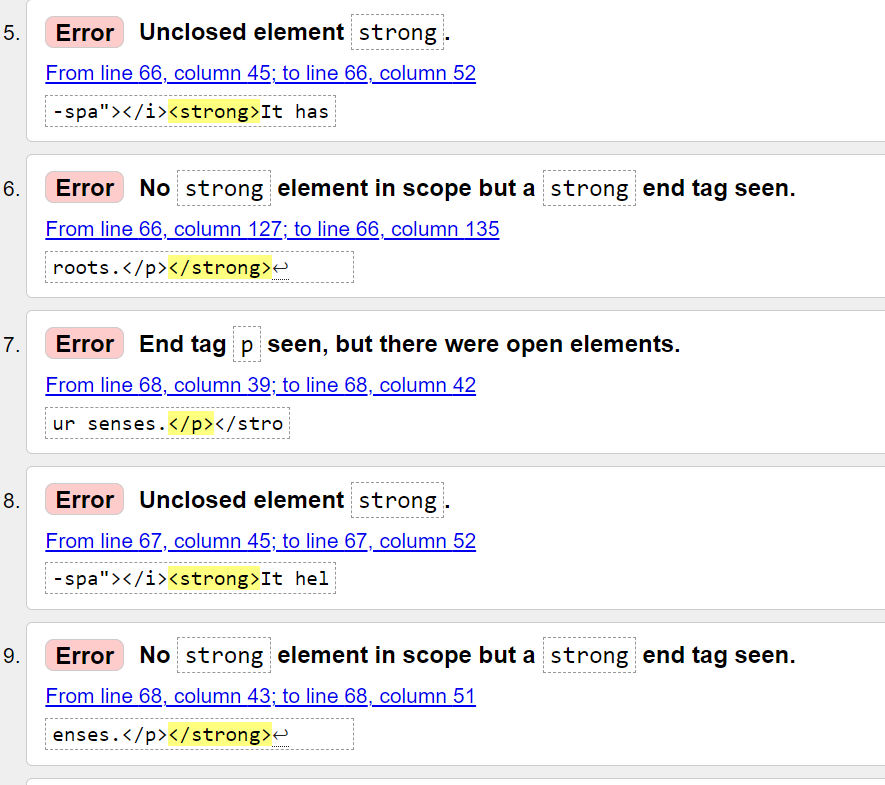 5. Error Unclosed element strong.
From line 66, column 45; to line 66, column 52
-spa"></i><strong>It has
6. Error No strong element in scope but a strong end tag seen.
From line 66, column 127; to line 66, column 135
roots.</p></strong>↩
7. Error End tag p seen, but there were open elements.
From line 68, column 39; to line 68, column 42
ur senses.</p></stro
8. Error Unclosed element strong.
From line 67, column 45; to line 67, column 52
-spa"></i><strong>It hel
9. Error No strong element in scope but a strong end tag seen.
From line 68, column 43; to line 68, column 51
enses.</p></strong>↩